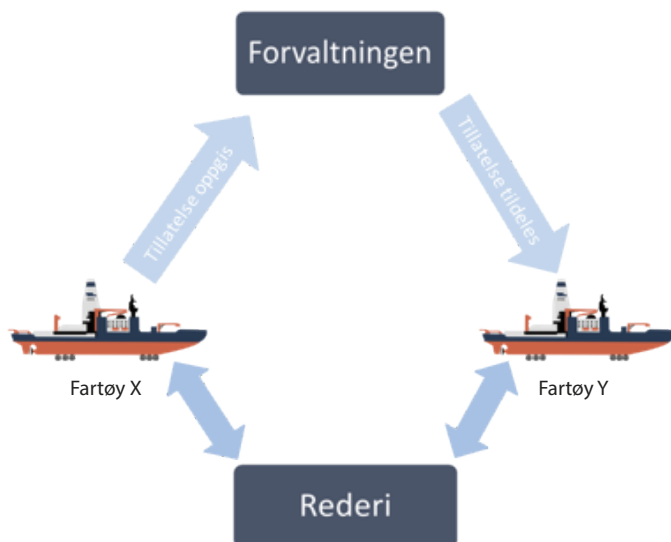 Forvaltningen
Tillatelse oppgis
Tillatelse tildeles
Fartøy X
Fartøy Y
Rederi